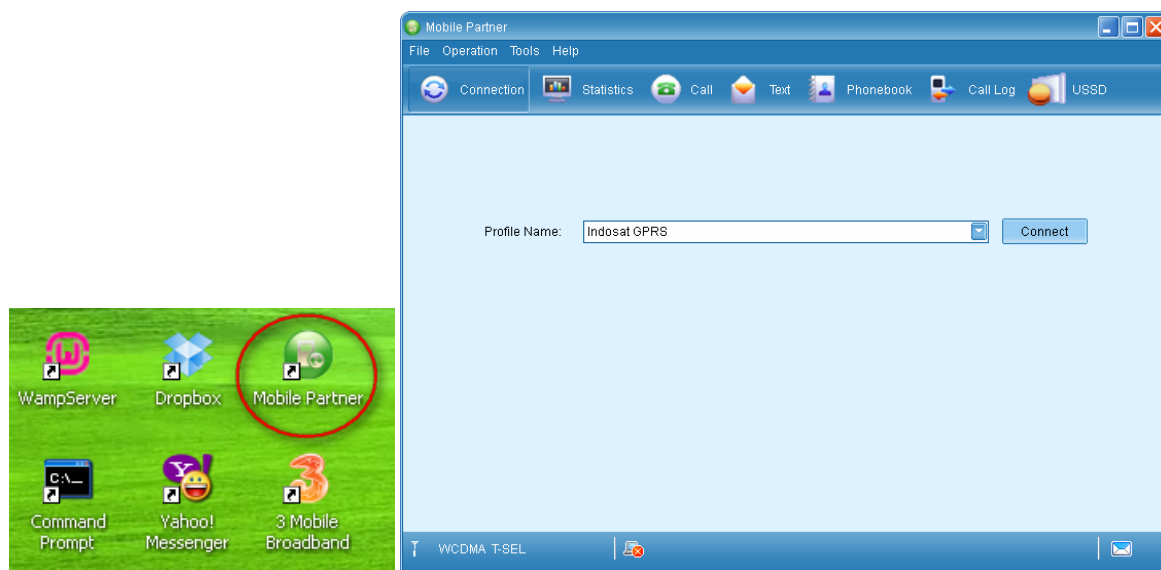 Mobile Partner
File Operation Tools Help
Connection Statistics Call Text Phonebook Call Log USSD
Profile Name: Indosat GPRS Connect
WCDMA T-SEL
WampServer Dropbox Mobile Partner
C:\_ Y!
Command Prompt
Yahoo! Messenger
3 Mobile Broadband